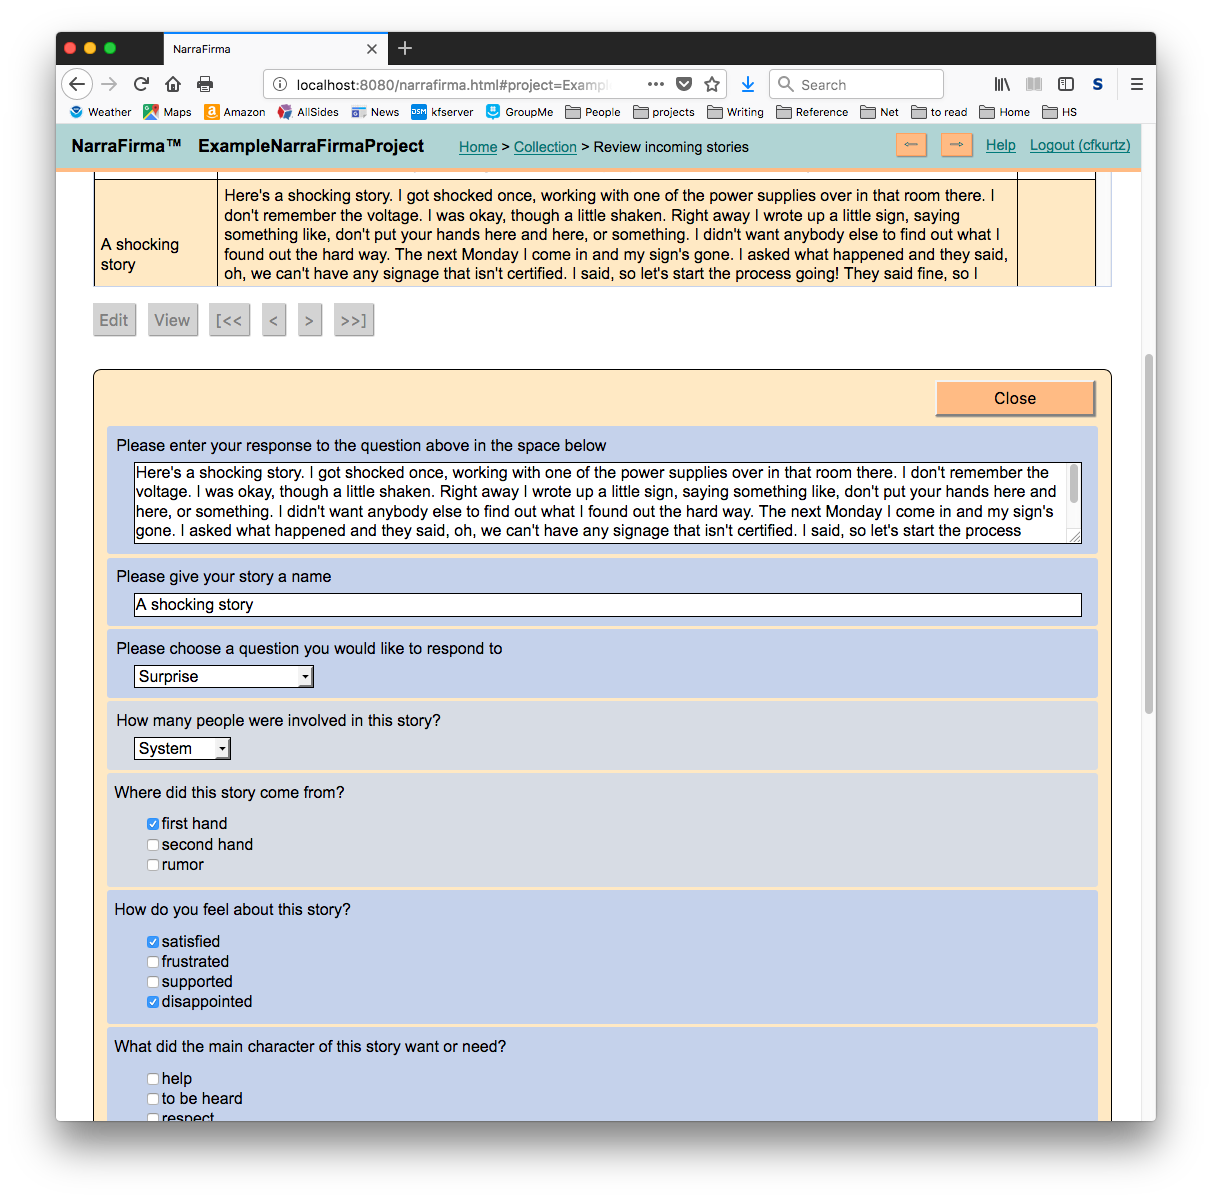 NarraFirma
localhost:8080/narrafirma.html#project=Exampl
Search
S
Weather Maps Amazon AllSides News kfserver GroupMe People projects Writing Reference Net to read Home HS
NarraFirma™ ExampleNarraFirmaProject Home > Collection > Review incoming stories Help Logout (cfkurtz)
Here's a shocking story. I got shocked once, working with one of the power supplies over in that room there. I
don't remember the voltage. I was okay, though a little shaken. Right away I wrote up a little sign, saying
something like, don't put your hands here and here, or something. I didn't want anybody else to find out what I
found out the hard way. The next Monday I come in and my sign's gone. I asked what happened and they said,
oh, we can't have any signage that isn't certified. I said, so let's start the process going! They said fine, so I
A shocking
story
Edit View [<< < > >>]
Close
Please enter your response to the question above in the space below
Here's a shocking story. I got shocked once, working with one of the power supplies over in that room there. I don't remember the
voltage. I was okay, though a little shaken. Right away I wrote up a little sign, saying something like, don't put your hands here and
here, or something. I didn't want anybody else to find out what I found out the hard way. The next Monday I come in and my sign's
gone. I asked what happened and they said, oh, we can't have any signage that isn't certified. I said, so let's start the process
Please give your story a name
A shocking story
Please choose a question you would like to respond to
Surprise
How many people were involved in this story?
System
Where did this story come from?
first hand
second hand
rumor
How do you feel about this story?
satisfied
frustrated
supported
disappointed
What did the main character of this story want or need?
help
to be heard
respect